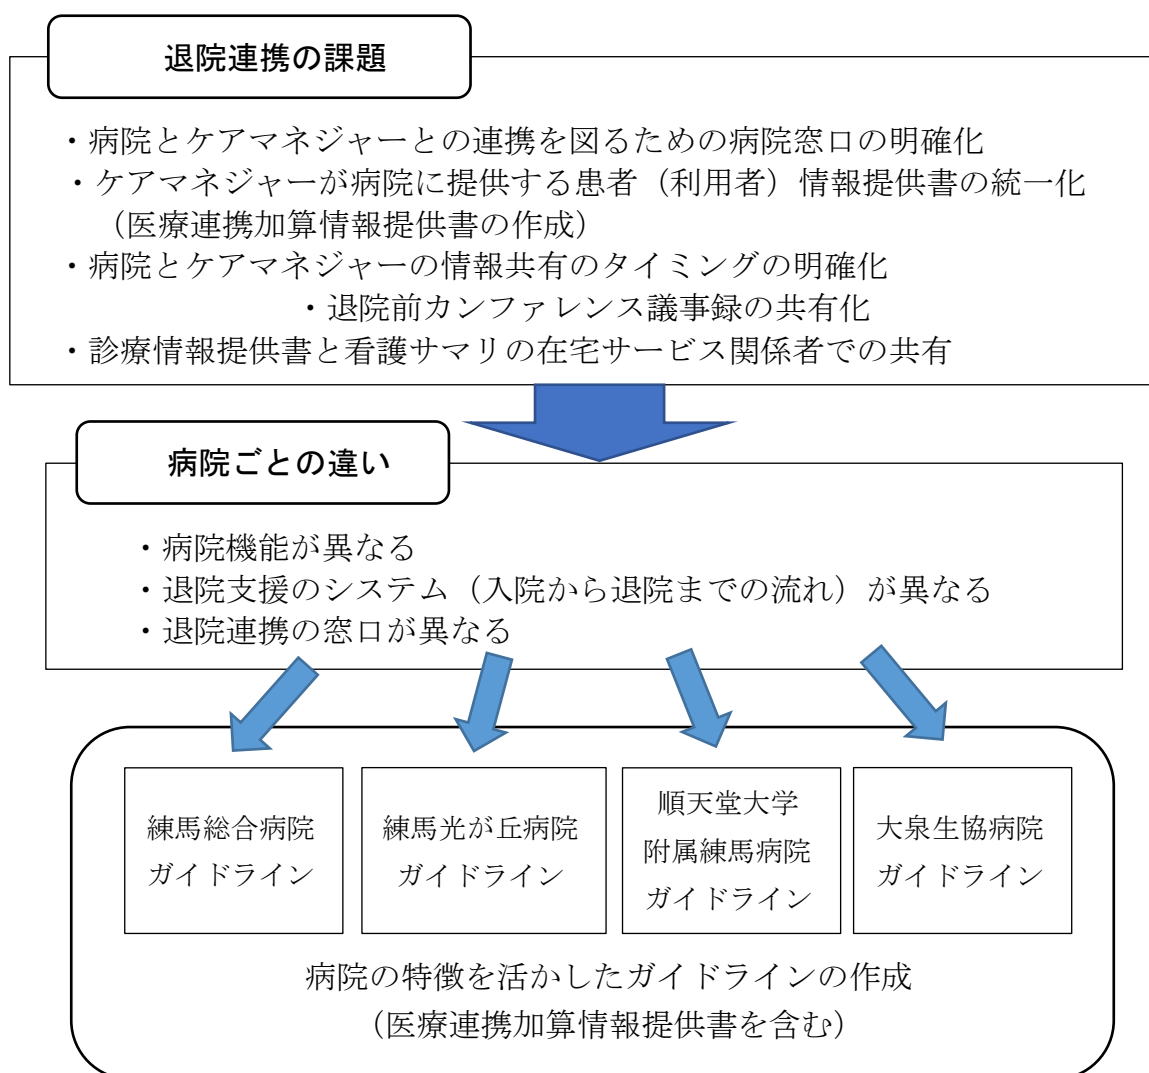 退院連携の課題
・病院とケアマネジャーとの連携を図るための病院窓口の明確化
・ケアマネジャーが病院に提供する患者（利用者）情報提供書の統一化
（医療連携加算情報提供書の作成）
・病院とケアマネジャーの情報共有のタイミングの明確化
・退院前カンファレンス議事録の共有化
・診療情報提供書と看護サマリの在宅サービス関係者での共有
病院ごとの違い
・病院機能が異なる
・退院支援のシステム（入院から退院までの流れ）が異なる
・退院連携の窓口が異なる
練馬総合病院
ガイドライン
練馬光が丘病院
ガイドライン
順天堂大学
附属練馬病院
ガイドライン
大泉生協病院
ガイドライン
病院の特徴を活かしたガイドラインの作成
（医療連携加算情報提供書を含む）